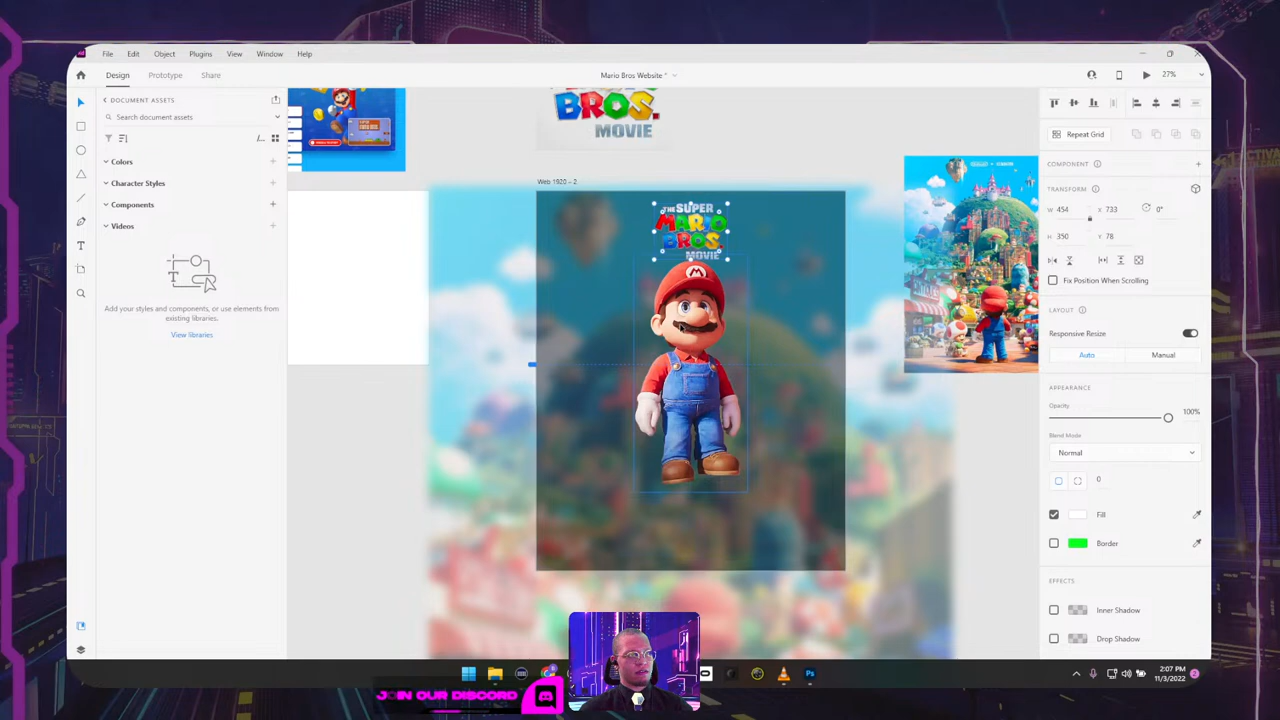 File Edit Object Plugins View Window Help
Design Prototype Share
Mario Bros Website *
27%
DOCUMENT ASSETS
Search document assets
Colors
Character Styles
Components
Videos
Add your styles and components, or use elements from
existing libraries.
View libraries
BROS.
MOVIE
Web 1920 – 2
THE SUPER
MARIO
BROS.
MOVIE
M
Repeat Grid
COMPONENT
TRANSFORM
W 454 X 733 0°
H 350 Y 78
Fix Position When Scrolling
LAYOUT
Responsive Resize
Auto Manual
APPEARANCE
Opacity
100%
Blend Mode
Normal
0
Fill
Border
EFFECTS
Inner Shadow
Drop Shadow
Ps
2:07 PM
11/3/2022
JOIN OUR DISCORD